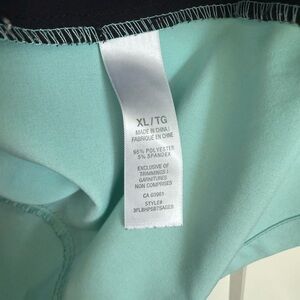 XL/TG
MADE IN CHINA /
FABRIQUÉ EN CHINE
95% POLYESTER
5% SPANDEX
EXCLUSIVE OF
TRIMMINGS /
GARNITURES
NON COMPRISES
CA 03961
STYLE#